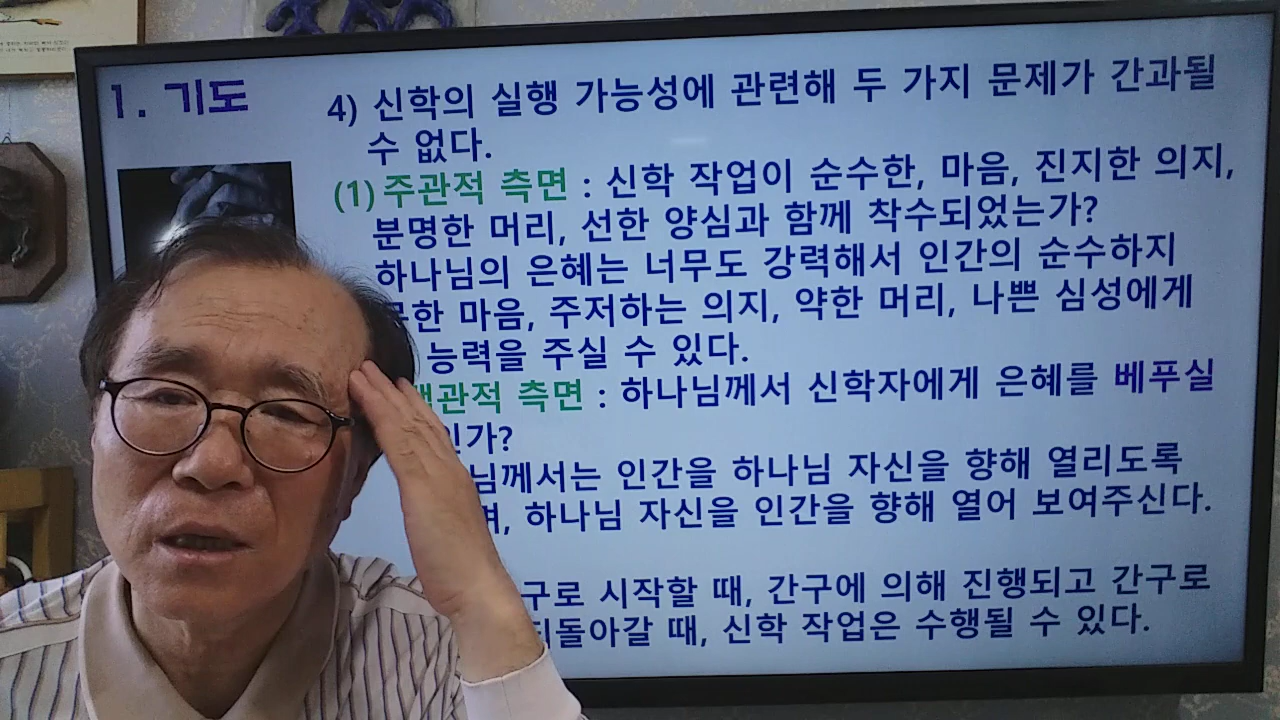 1. 기도
4) 신학의 실행 가능성에 관련해 두 가지 문제가 간과될
수 없다.
(1) 주관적 측면 : 신학 작업이 순수한, 마음, 진지한 의지,
분명한 머리, 선한 양심과 함께 착수되었는가?
하나님의 은혜는 너무도 강력해서 인간의 순수하지
마음, 주저하는 의지, 약한 머리, 나쁜 심성에게
능력을 주실 수 있다.
객관적 측면 : 하나님께서 신학자에게 은혜를 베푸실
인가?
님께서는 인간을 하나님 자신을 향해 열리도록
하나님 자신을 인간을 향해 열어 보여주신다.
구로 시작할 때, 간구에 의해 진행되고 간구로
되돌아갈 때, 신학 작업은 수행될 수 있다.